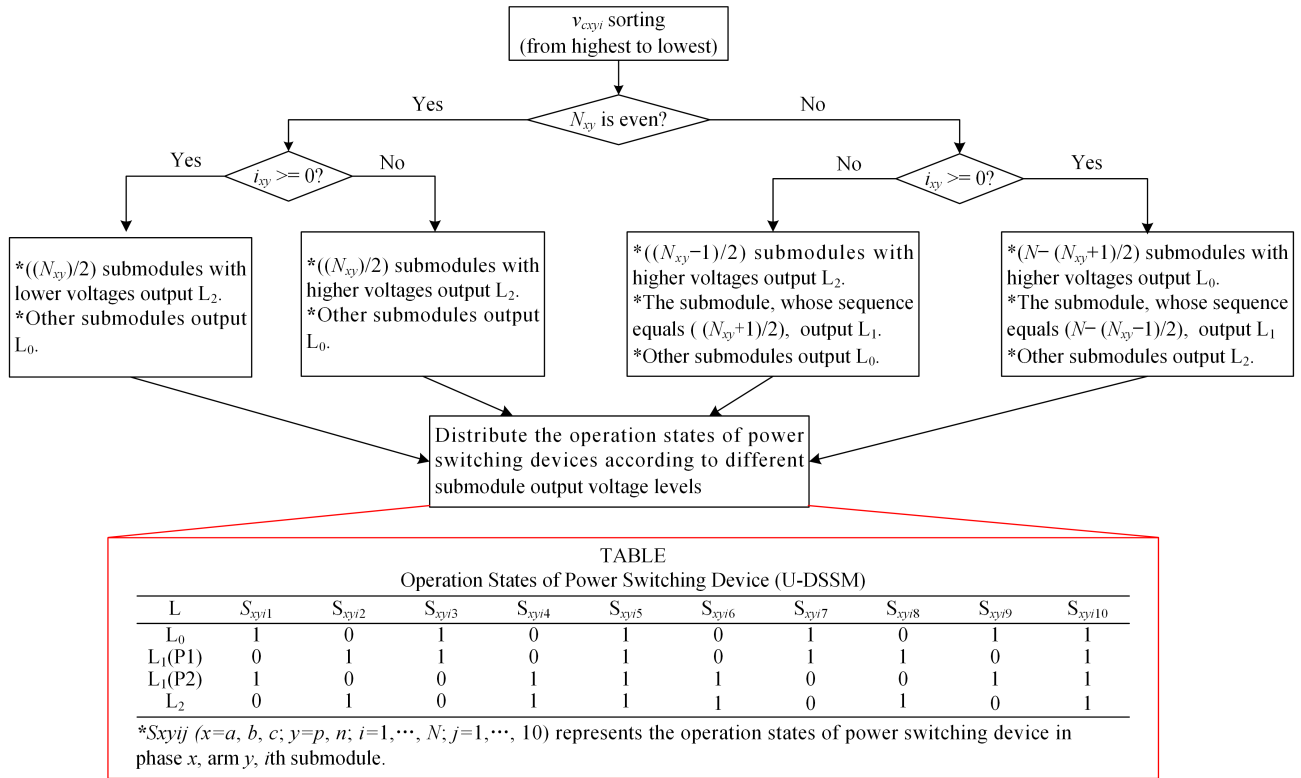 v_cxyi sorting
(from highest to lowest)
Yes
N_xy is even?
No
Yes
i_xy >= 0?
No
No
i_xy >= 0?
Yes
*((N_xy)/2) submodules with
lower voltages output L₂.
*Other submodules output
L₀.
*((N_xy)/2) submodules with
higher voltages output L₂.
*Other submodules output
L₀.
*((N_xy−1)/2) submodules with
higher voltages output L₂.
*The submodule, whose sequence
equals ( (N_xy+1)/2), output L₁.
*Other submodules output L₀.
*(N− (N_xy+1)/2) submodules with
higher voltages output L₀.
*The submodule, whose sequence
equals (N− (N_xy−1)/2), output L₁
*Other submodules output L₂.
Distribute the operation states of power
switching devices according to different
submodule output voltage levels
TABLE
Operation States of Power Switching Device (U-DSSM)
L S_xyi1 S_xyi2 S_xyi3 S_xyi4 S_xyi5 S_xyi6 S_xyi7 S_xyi8 S_xyi9 S_xyi10
L₀ 1 0 1 0 1 0 1 0 1 1
L₁(P1) 0 1 1 0 1 0 1 1 0 1
L₁(P2) 1 0 0 1 1 1 0 0 1 1
L₂ 0 1 0 1 1 1 0 1 0 1
*Sxyij (x=a, b, c; y=p, n; i=1,⋯, N; j=1,⋯, 10) represents the operation states of power switching device in
phase x, arm y, ith submodule.